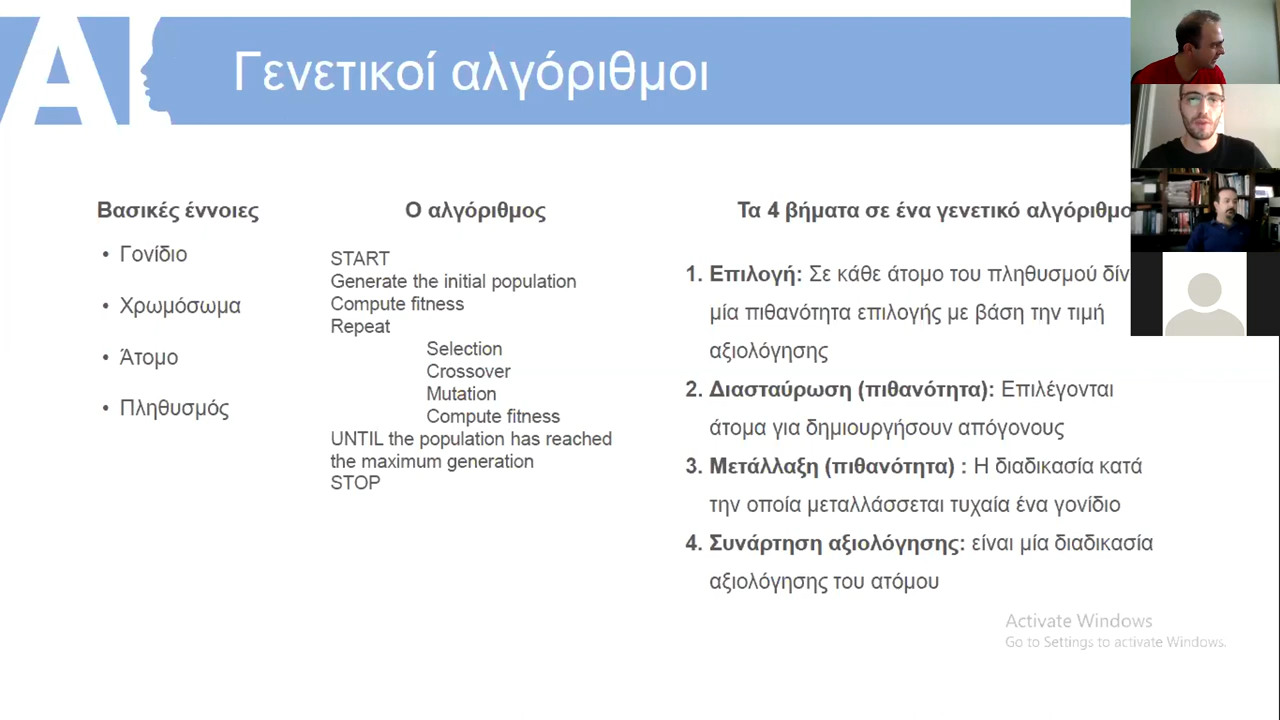 AI
Γενετικοί αλγόριθμοι
Βασικές έννοιες
• Γονίδιο
• Χρωμόσωμα
• Άτομο
• Πληθυσμός
Ο αλγόριθμος
START
Generate the initial population
Compute fitness
Repeat
Selection
Crossover
Mutation
Compute fitness
UNTIL the population has reached
the maximum generation
STOP
Τα 4 βήματα σε ένα γενετικό αλγόριθμο
1. Επιλογή: Σε κάθε άτομο του πληθυσμού
μία πιθανότητα επιλογής με βάση την τιμή
αξιολόγησης
2. Διασταύρωση (πιθανότητα): Επιλέγονται
άτομα για δημιουργήσουν απόγονους
3. Μετάλλαξη (πιθανότητα) : Η διαδικασία κατά
την οποία μεταλλάσσεται τυχαία ένα γονίδιο
4. Συνάρτηση αξιολόγησης: είναι μία διαδικασία
αξιολόγησης του ατόμου
Activate Windows
Go to Settings to activate Windows.